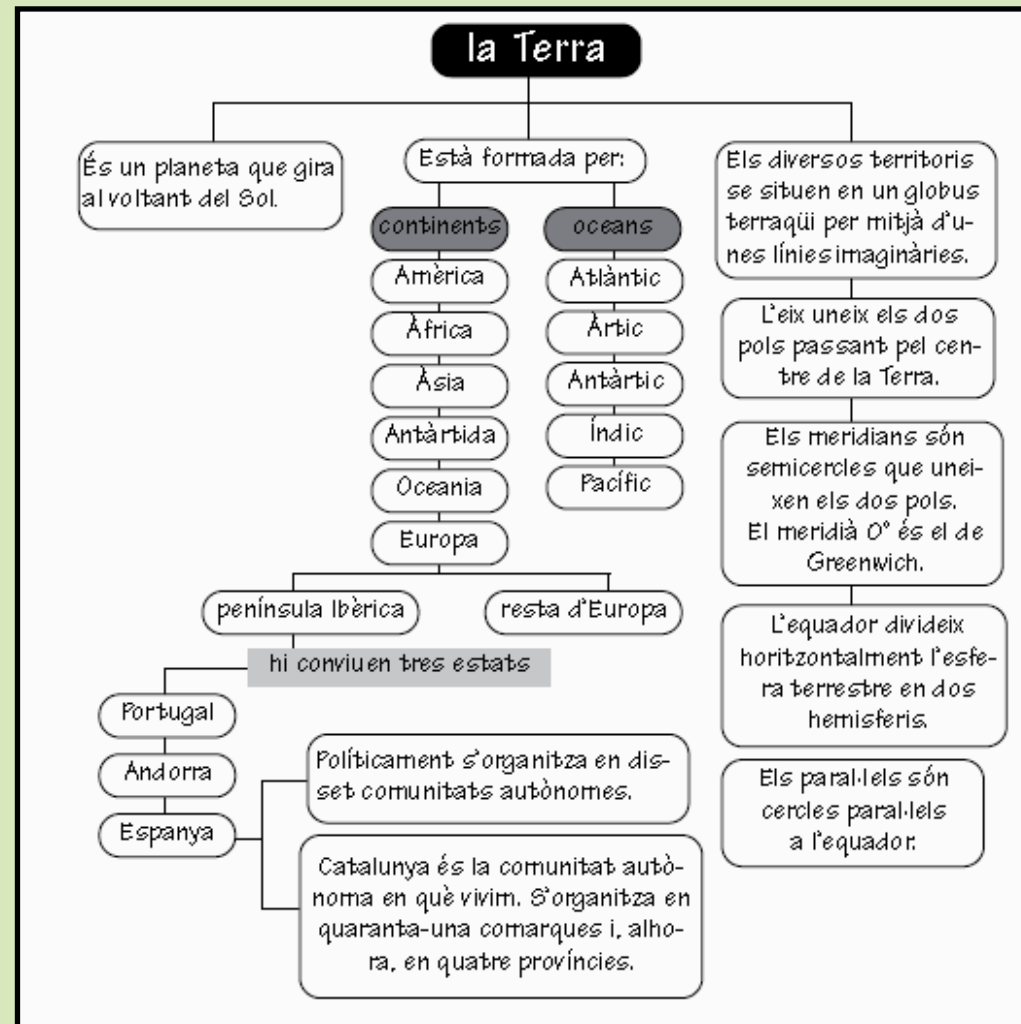 la Terra
És un planeta que gira
al voltant del Sol.
Està formada per:
continents
Amèrica
Àfrica
Àsia
Antàrtida
Oceania
Europa
oceans
Atlàntic
Àrtic
Antàrtic
Índic
Pacífic
península Ibèrica
resta d'Europa
hi conviuen tres estats
Portugal
Andorra
Espanya
Políticament s'organitza en dis-
set comunitats autònomes.
Catalunya és la comunitat autò-
noma en què vivim. S'organitza en
quaranta-una comarques i, alho-
ra, en quatre províncies.
Els diversos territoris
se situen en un globus
terraqüi per mitjà d'u-
nes línies imaginàries.
L'eix uneix els dos
pols passant pel cen-
tre de la Terra.
Els meridians són
semicercles que unei-
xen els dos pols.
El meridià 0° és el de
Greenwich.
L'equador divideix
horitzontalment l'esfe-
ra terrestre en dos
hemisferis.
Els paral·lels són
cercles paral·lels
a l'equador.